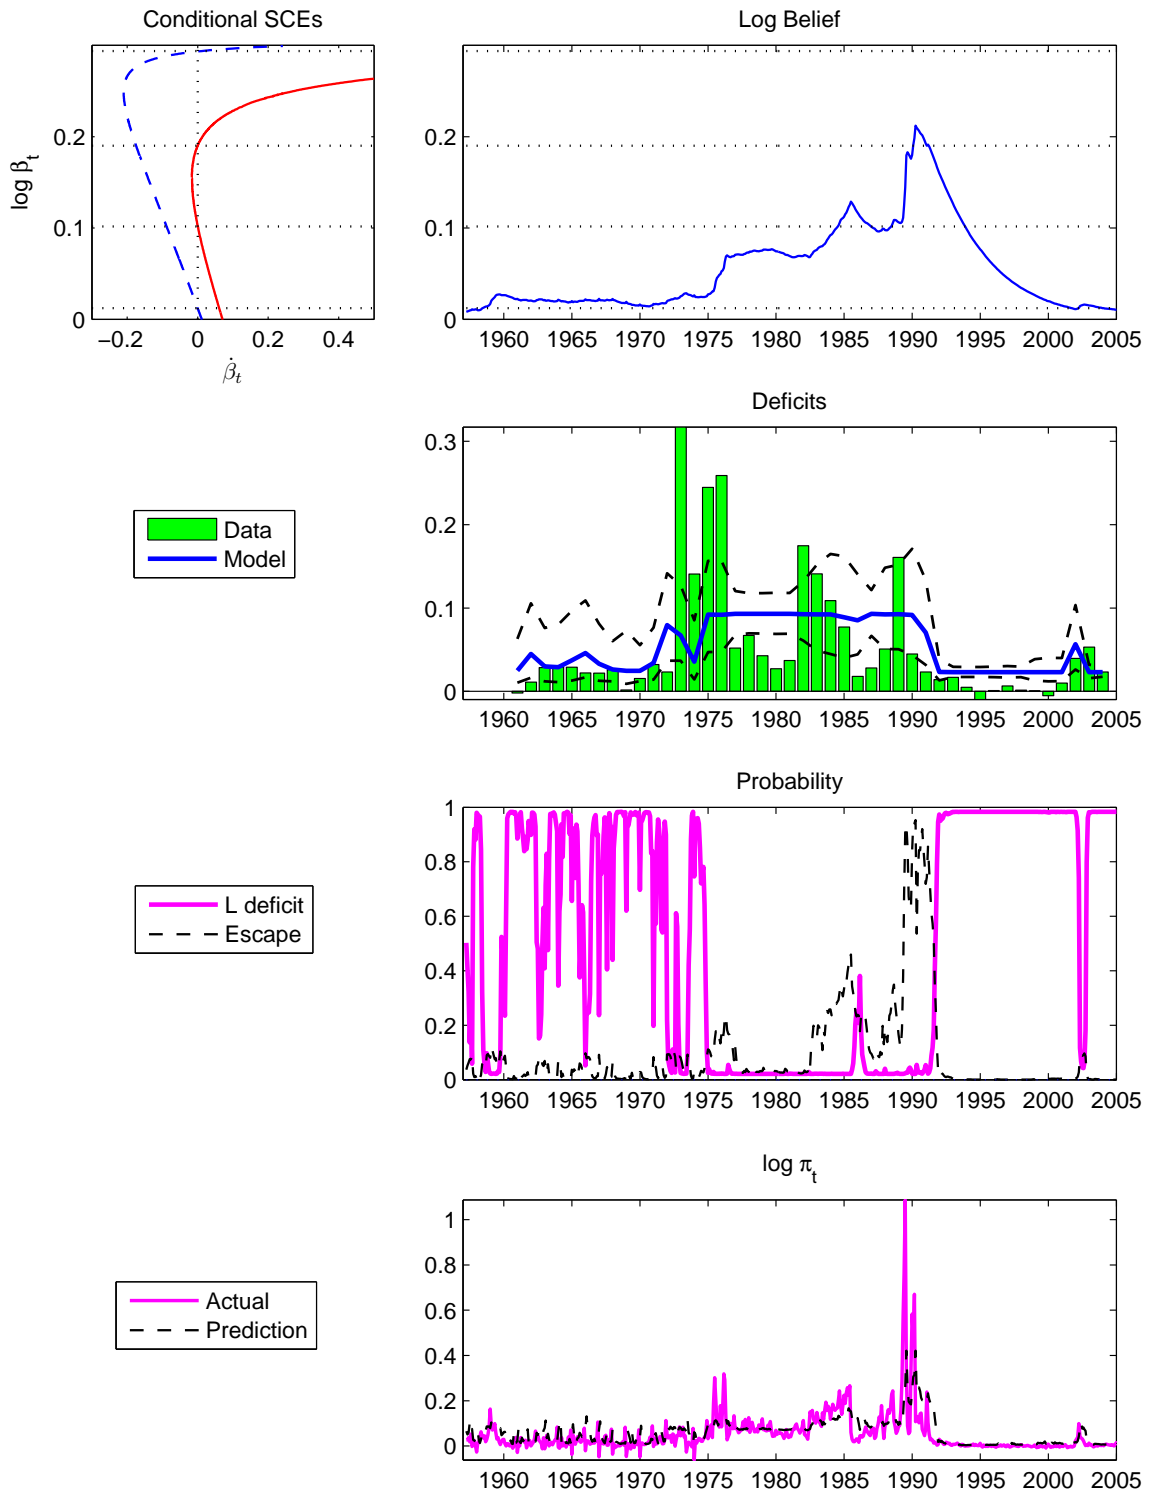 Conditional SCEs
Log Belief
log β_t
0.2
0.1
0
−0.2 0 0.2 0.4
β̇_t
0.2
0.1
0
1960 1965 1970 1975 1980 1985 1990 1995 2000 2005
Deficits
0.3
0.2
0.1
0
1960 1965 1970 1975 1980 1985 1990 1995 2000 2005
Data
Model
Probability
1
0.8
0.6
0.4
0.2
0
1960 1965 1970 1975 1980 1985 1990 1995 2000 2005
L deficit
Escape
log π_t
1
0.8
0.6
0.4
0.2
0
1960 1965 1970 1975 1980 1985 1990 1995 2000 2005
Actual
Prediction